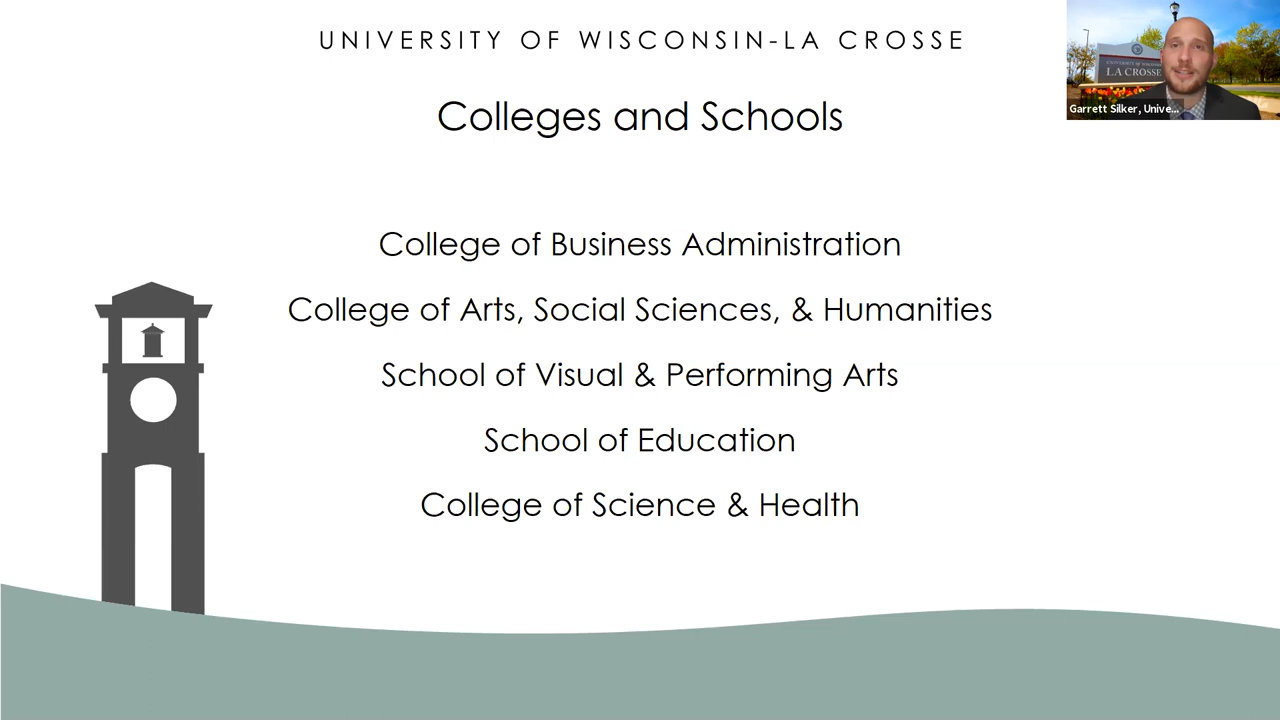 UNIVERSITY OF WISCONSIN-LA CROSSE
Colleges and Schools
College of Business Administration
College of Arts, Social Sciences, & Humanities
School of Visual & Performing Arts
School of Education
College of Science & Health
LA CROSSE
Garrett Silker, Unive...